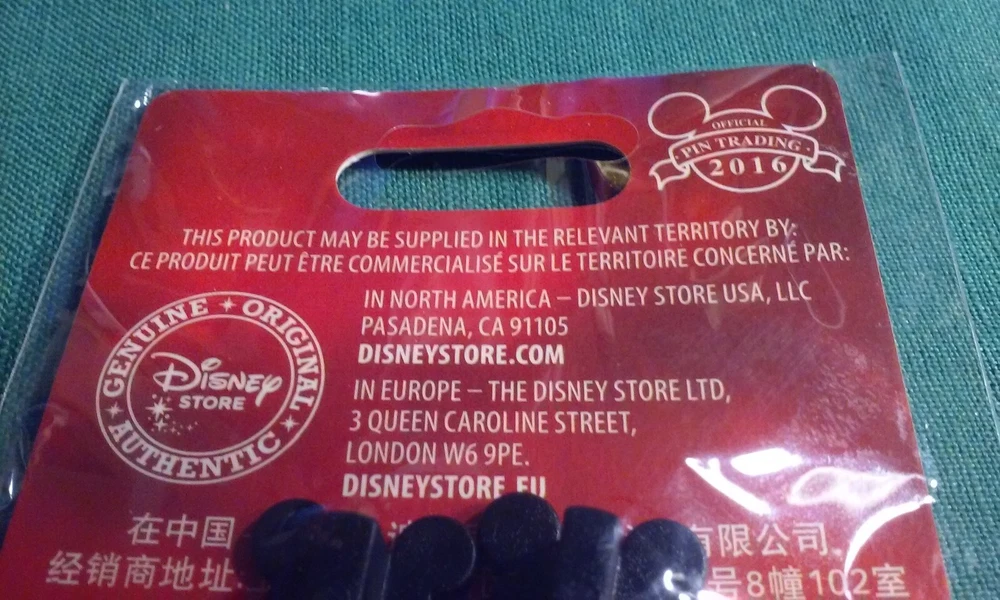 OFFICIAL
PIN TRADING
2016
THIS PRODUCT MAY BE SUPPLIED IN THE RELEVANT TERRITORY BY:
CE PRODUIT PEUT ÊTRE COMMERCIALISÉ SUR LE TERRITOIRE CONCERNÉ PAR:
GENUINE ORIGINAL
Disney
STORE
AUTHENTIC
IN NORTH AMERICA – DISNEY STORE USA, LLC
PASADENA, CA 91105
DISNEYSTORE.COM
IN EUROPE – THE DISNEY STORE LTD,
3 QUEEN CAROLINE STREET,
LONDON W6 9PE.
DISNEYSTORE.EU
在中国 有限公司.
经销商地址 号8幢102室